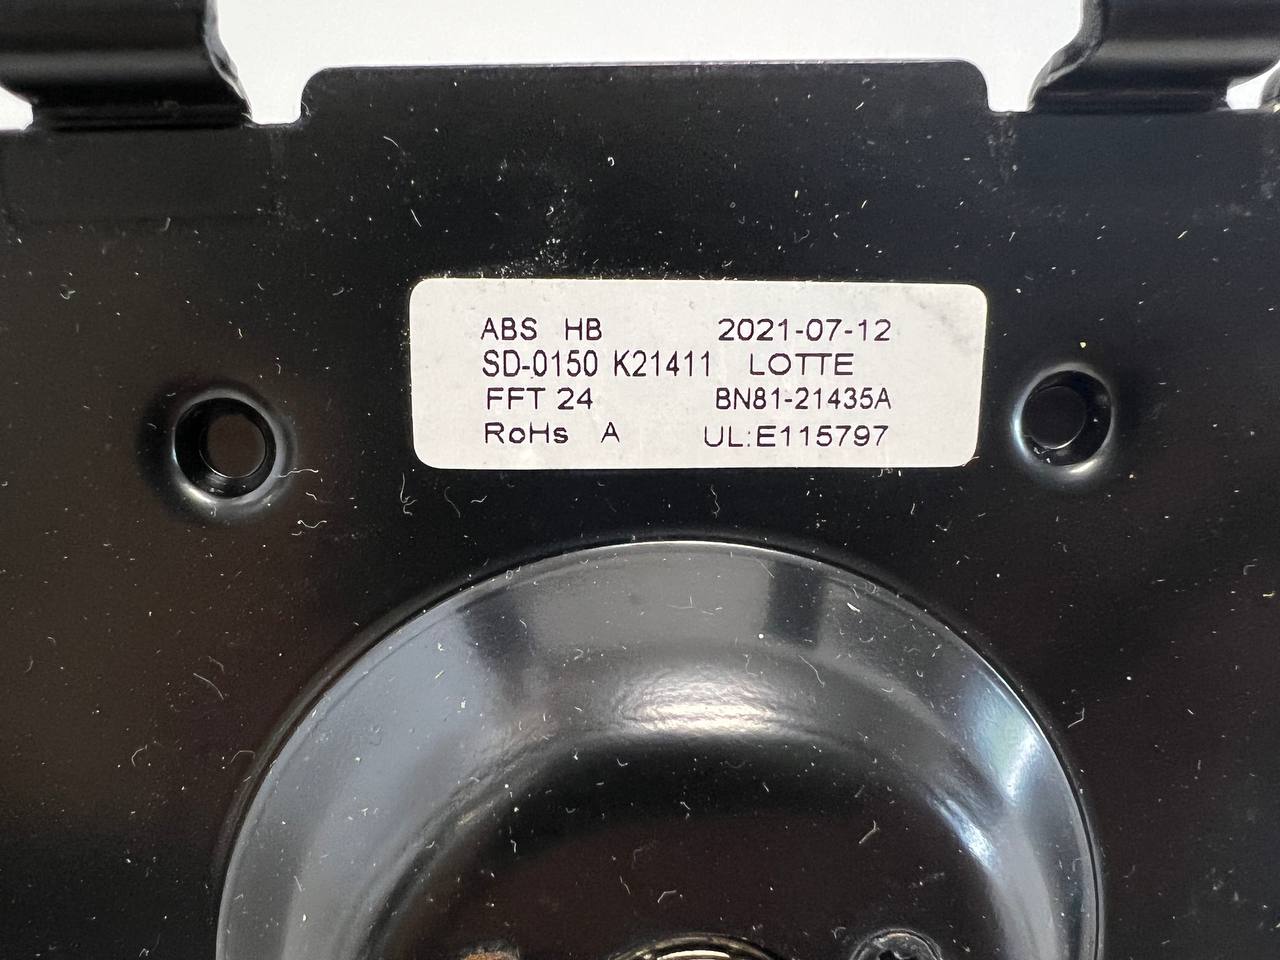 ABS HB 2021-07-12
SD-0150 K21411 LOTTE
FFT 24 BN81-21435A
RoHs A UL:E115797